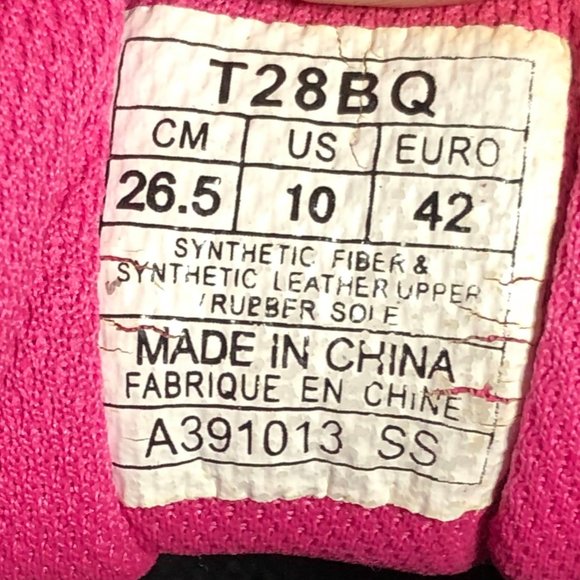 T28BQ
CM US EURO
26.5 10 42
SYNTHETIC FIBER &
SYNTHETIC LEATHER UPPER
/RUBBER SOLE
MADE IN CHINA
FABRIQUE EN CHINE
A391013 SS